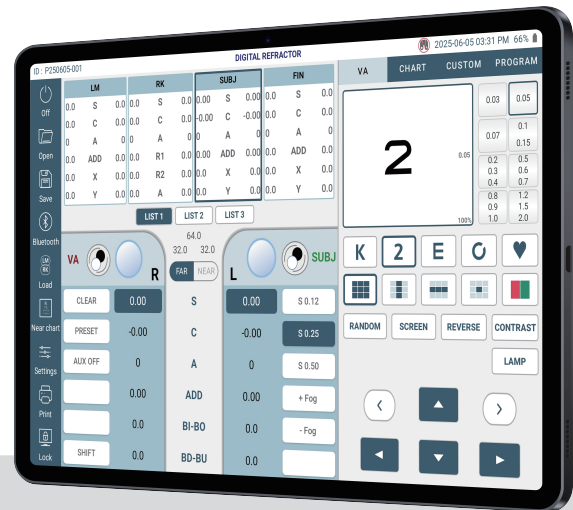 ID : P250605-001
DIGITAL REFRACTOR
2025-06-05 03:31 PM 66%
Off
Open
Save
Bluetooth
LM
RK
Load
Near chart
Settings
Print
Lock
LM RK SUBJ FIN
0.0 S 0.0 0.0 S 0.0 0.00 S 0.00 0.0 S 0.0
0.0 C 0.0 0.0 C 0.0 -0.00 C -0.00 0.0 C 0.0
0 A 0 0 A 0 0 A 0 0 A 0
0.0 ADD 0.0 0.0 R1 0.0 0.00 ADD 0.00 0.0 ADD 0.0
0.0 X 0.0 0.0 R2 0.0 0.0 X 0.0 0.0 X 0.0
0.0 Y 0.0 0.0 A 0.0 0.0 Y 0.0 0.0 Y 0.0
LIST 1 LIST 2 LIST 3
64.0
32.0 32.0
VA R FAR NEAR L SUBJ
CLEAR 0.00 S 0.00 S 0.12
PRESET -0.00 C -0.00 S 0.25
AUX OFF 0 A 0 S 0.50
0.00 ADD 0.00 + Fog
0.0 BI-BO 0.0 - Fog
SHIFT 0.0 BD-BU 0.0
VA CHART CUSTOM PROGRAM
2
0.05
100%
0.03 0.05
0.07 0.1
0.15
0.2 0.5
0.3 0.6
0.4 0.7
0.8 1.2
0.9 1.5
1.0 2.0
K 2 E
RANDOM SCREEN REVERSE CONTRAST
LAMP